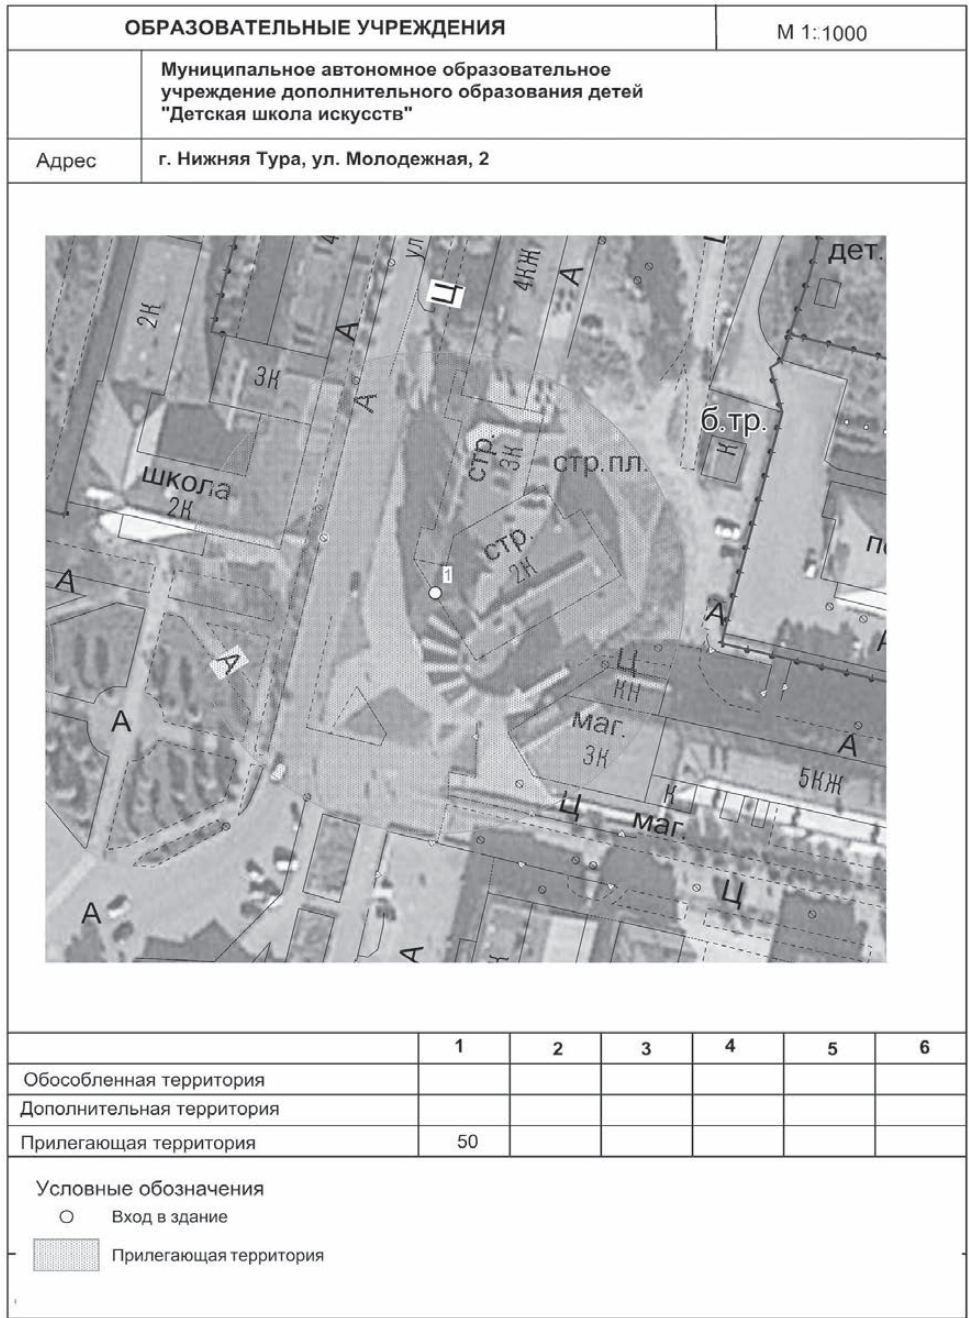 ОБРАЗОВАТЕЛЬНЫЕ УЧРЕЖДЕНИЯ
М 1:1000
Муниципальное автономное образовательное
учреждение дополнительного образования детей
"Детская школа искусств"
Адрес
г. Нижняя Тура, ул. Молодежная, 2
дет.
ул
Ц
4КЖ
А
2К
А
3К
А
б.тр.
К
стр.
3К
стр.пл.
школа
2К
стр.
2К
1
А
А
А
Ц
КН
А
маг.
3К
А
5КЖ
К
Ц
маг.
Ц
А
А
К
1 2 3 4 5 6
Обособленная территория
Дополнительная территория
Прилегающая территория 50
Условные обозначения
Вход в здание
Прилегающая территория